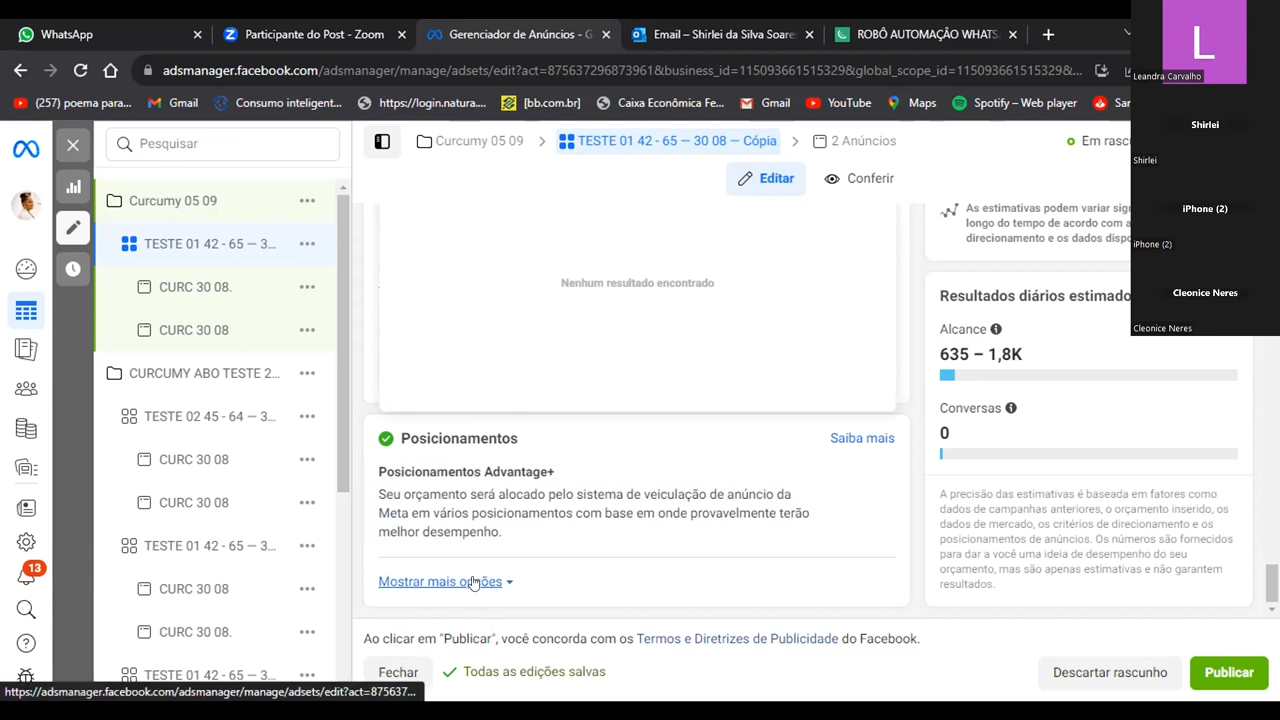 WhatsApp
Participante do Post - Zoom
Gerenciador de Anúncios - G
Email – Shirlei da Silva Soares
ROBÔ AUTOMAÇÃO WHATS
adsmanager.facebook.com/adsmanager/manage/adsets/edit?act=875637296873961&business_id=115093661515329&global_scope_id=115093661515329&...
(257) poema para...
Gmail
Consumo inteligent...
https://login.natura....
[bb.com.br]
Caixa Econômica Fe...
Gmail
YouTube
Maps
Spotify – Web player
San
L
Leandra Carvalho
Shirlei
Shirlei
iPhone (2)
iPhone (2)
Cleonice Neres
Cleonice Neres
Pesquisar
Curcumy 05 09
TESTE 01 42 - 65 — 3...
CURC 30 08.
CURC 30 08
CURCUMY ABO TESTE 2...
TESTE 02 45 - 64 — 3...
CURC 30 08
CURC 30 08
TESTE 01 42 - 65 — 3...
CURC 30 08
CURC 30 08.
TESTE 01 42 - 65 — 3...
13
Curcumy 05 09
TESTE 01 42 - 65 — 30 08 — Cópia
2 Anúncios
Em rascu
Editar
Conferir
Nenhum resultado encontrado
Posicionamentos
Saiba mais
Posicionamentos Advantage+
Seu orçamento será alocado pelo sistema de veiculação de anúncio da
Meta em vários posicionamentos com base em onde provavelmente terão
melhor desempenho.
Mostrar mais opções
As estimativas podem variar sign
longo do tempo de acordo com a
direcionamento e os dados dispo
Resultados diários estimado
Alcance
635 – 1,8K
Conversas
0
A precisão das estimativas é baseada em fatores como
dados de campanhas anteriores, o orçamento inserido, os
dados de mercado, os critérios de direcionamento e os
posicionamentos de anúncios. Os números são fornecidos
para dar a você uma ideia de desempenho do seu
orçamento, mas são apenas estimativas e não garantem
resultados.
Ao clicar em "Publicar", você concorda com os Termos e Diretrizes de Publicidade do Facebook.
Fechar
Todas as edições salvas
Descartar rascunho
Publicar
https://adsmanager.facebook.com/adsmanager/manage/adsets/edit?act=875637...